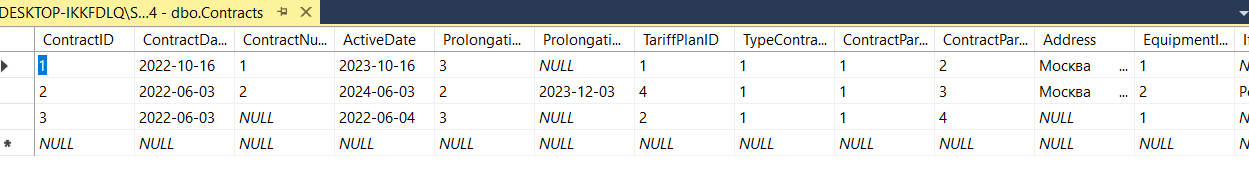 DESKTOP-IKKFDLQ\S...4 - dbo.Contracts
ContractID ContractDa... ContractNu... ActiveDate Prolongati... Prolongati... TariffPlanID TypeContra... ContractPar... ContractPar... Address EquipmentI...
1 2022-10-16 1 2023-10-16 3 NULL 1 1 1 2 Москва ... 1
2 2022-06-03 2 2024-06-03 2 2023-12-03 4 1 1 3 Москва ... 2
3 2022-06-03 NULL 2022-06-04 3 NULL 2 1 1 4 NULL 1
NULL NULL NULL NULL NULL NULL NULL NULL NULL NULL NULL NULL